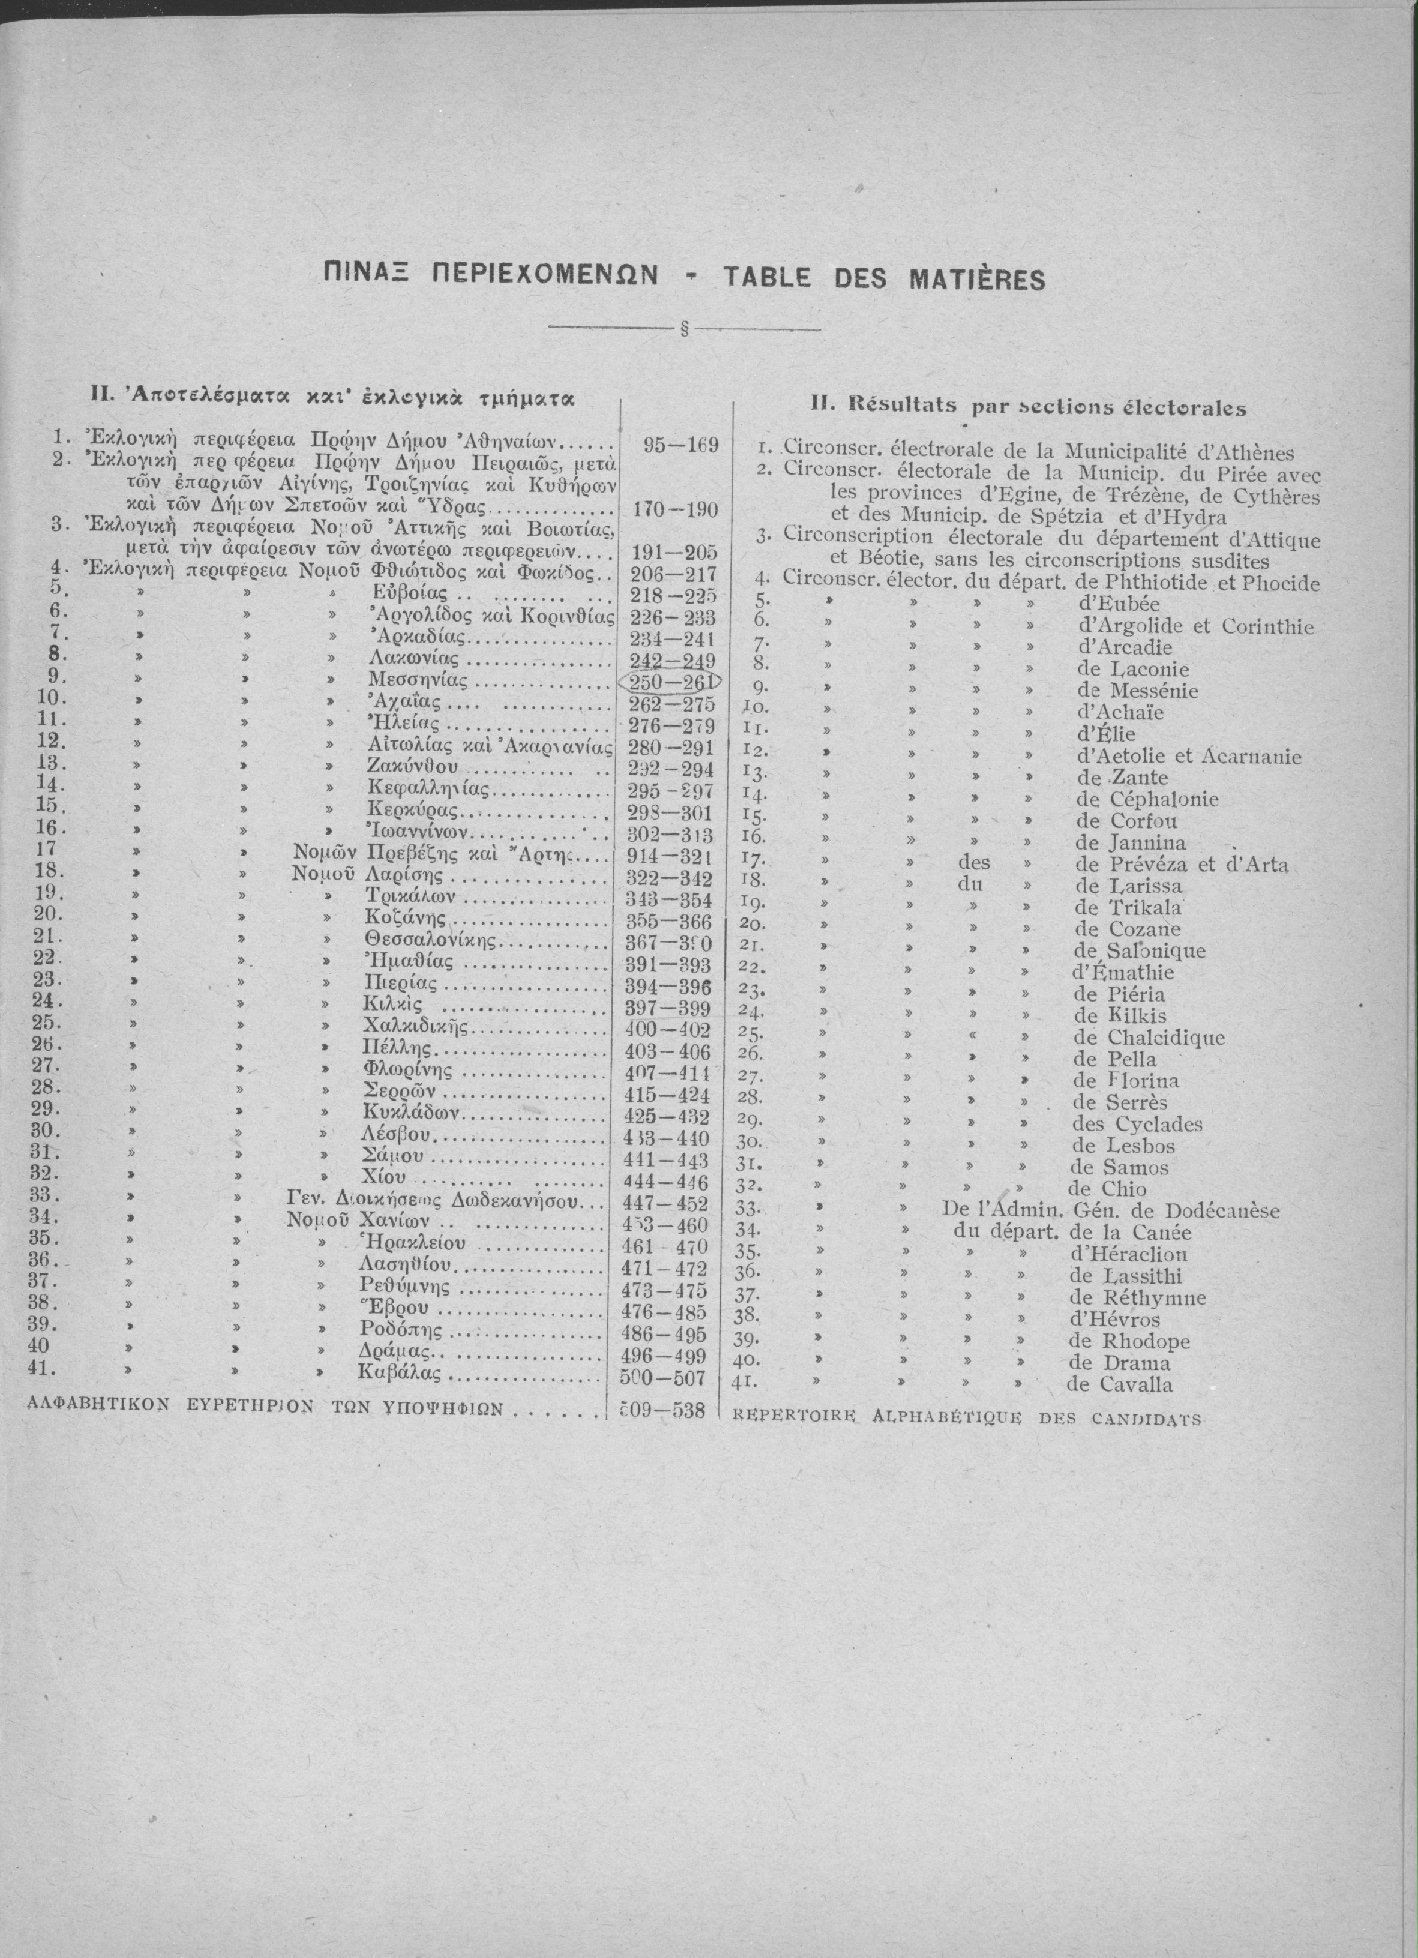 ΠΙΝΑΞ ΠΕΡΙΕΧΟΜΕΝΩΝ - TABLE DES MATIÈRES
§
II. Ἀποτελέσματα κατ' ἐκλογικὰ τμήματα
1. Ἐκλογικὴ περιφέρεια Πρῴην Δήμου Ἀθηναίων...... 95—169
2. Ἐκλογικὴ περιφέρεια Πρῴην Δήμου Πειραιῶς, μετὰ
τῶν ἐπαρχιῶν Αἰγίνης, Τροιζηνίας καὶ Κυθήρων
καὶ τῶν Δήμων Σπετσῶν καὶ Ὕδρας............. 170—190
3. Ἐκλογικὴ περιφέρεια Νομοῦ Ἀττικῆς καὶ Βοιωτίας,
μετὰ τὴν ἀφαίρεσιν τῶν ἀνωτέρω περιφερειῶν.... 191—205
4. Ἐκλογικὴ περιφέρεια Νομοῦ Φθιώτιδος καὶ Φωκίδος.. 206—217
5. » » » Εὐβοίας .. ........ ... 218—225
6. » » » Ἀργολίδος καὶ Κορινθίας 226—233
7. » » » Ἀρκαδίας................ 234—241
8. » » » Λακωνίας ................ 242—249
9. » » » Μεσσηνίας ............... 250—261
10. » » » Ἀχαΐας .... ............ 262—275
11. » » » Ἠλείας .................. 276—279
12. » » » Αἰτωλίας καὶ Ἀκαρνανίας 280—291
13. » » » Ζακύνθου ............ .. 292—294
14. » » » Κεφαλληνίας............. 295-297
15. » » » Κερκύρας................ 298—301
16. » » » Ἰωαννίνων............... 302—313
17 » » Νομῶν Πρεβέζης καὶ Ἄρτης.... 914—321
18. » » Νομοῦ Λαρίσης ................. 322—342
19. » » » Τρικάλων ................ 343—354
20. » » » Κοζάνης ................. 355—366
21. » » » Θεσσαλονίκης............ 367—390
22. » » » Ἠμαθίας ................ 391—393
23. » » » Πιερίας .................. 394—396
24. » » » Κιλκὶς .................. 397—399
25. » » » Χαλκιδικῆς............... 400—402
26. » » » Πέλλης................... 403—406
27. » » » Φλωρίνης ................ 407—414
28. » » » Σερρῶν .................. 415—424
29. » » » Κυκλάδων................ 425—432
30. » » » Λέσβου................... 433—440
31. » » » Σάμου ................... 441—443
32. » » » Χίου .......... ........ 444—446
33. » » Γεν. Διοικήσεως Δωδεκανήσου... 447—452
34. » » Νομοῦ Χανίων .. .............. 453—460
35. » » » Ἡρακλείου ............. 461—470
36. » » » Λασηθίου................. 471—472
37. » » » Ρεθύμνης ................ 473—475
38. » » » Ἕβρου .................. 476—485
39. » » » Ροδόπης ................. 486—495
40 » » » Δράμας.. ................ 496—499
41. » » » Καβάλας ................. 500—507
ΑΛΦΑΒΗΤΙΚΟΝ ΕΥΡΕΤΗΡΙΟΝ ΤΩΝ ΥΠΟΨΗΦΙΩΝ ...... 509—538
II. Résultats par sections électorales
1. Circonscr. électrorale de la Municipalité d'Athènes
2. Circonscr. électorale de la Municip. du Pirée avec
les provinces d'Egine, de Trézène, de Cythères
et des Municip. de Spétzia et d'Hydra
3. Circonscription électorale du département d'Attique
et Béotie, sans les circonscriptions susdites
4. Circonscr. élector. du départ. de Phthiotide et Phocide
5. » » » » d'Eubée
6. » » » » d'Argolide et Corinthie
7. » » » » d'Arcadie
8. » » » » de Laconie
9. » » » » de Messénie
10. » » » » d'Achaïe
11. » » » » d'Élie
12. » » » » d'Aetolie et Acarnanie
13. » » » » de Zante
14. » » » » de Céphalonie
15. » » » » de Corfou
16. » » » » de Jannina
17. » » des » de Prévéza et d'Arta
18. » » du » de Larissa
19. » » » » de Trikala
20. » » » » de Cozane
21. » » » » de Salonique
22. » » » » d'Émathie
23. » » » » de Piéria
24. » » » » de Kilkis
25. » » « » de Chalcidique
26. » » » » de Pella
27. » » » » de Florina
28. » » » » de Serrès
29. » » » » des Cyclades
30. » » » » de Lesbos
31. » » » » de Samos
32. » » » » de Chio
33. » » De l'Admin. Gén. de Dodécanèse
34. » » du départ. de la Canée
35. » » » » d'Héraclion
36. » » » » de Lassithi
37. » » » » de Réthymne
38. » » » » d'Hévros
39. » » » » de Rhodope
40. » » » » de Drama
41. » » » » de Cavalla
REPERTOIRE ALPHABÉTIQUE DES CANDIDATS